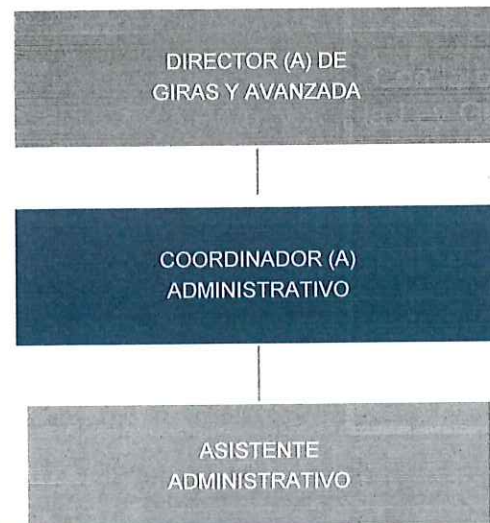 DIRECTOR (A) DE
GIRAS Y AVANZADA
COORDINADOR (A)
ADMINISTRATIVO
ASISTENTE
ADMINISTRATIVO